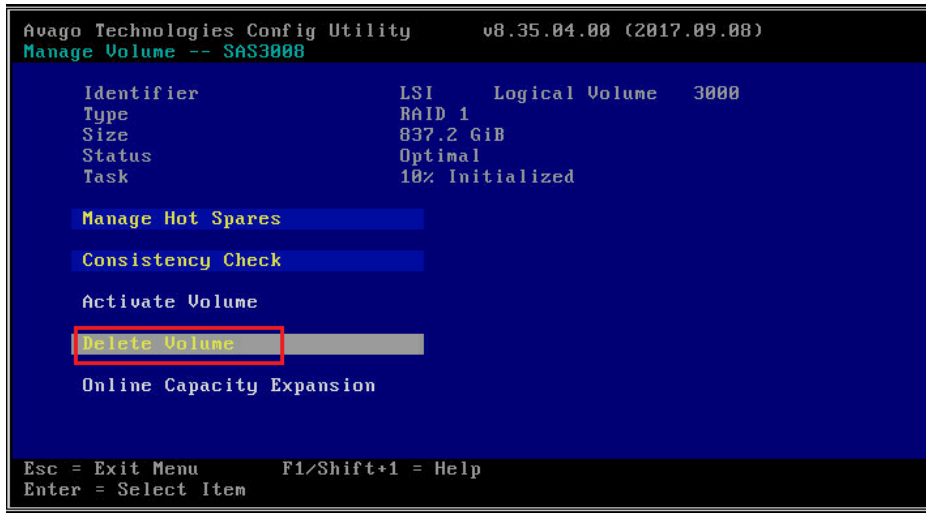 Avago Technologies Config Utility v8.35.04.00 (2017.09.08)
Manage Volume -- SAS3008
Identifier LSI Logical Volume 3000
Type RAID 1
Size 837.2 GiB
Status Optimal
Task 10% Initialized
Manage Hot Spares
Consistency Check
Activate Volume
Delete Volume
Online Capacity Expansion
Esc = Exit Menu F1/Shift+1 = Help
Enter = Select Item